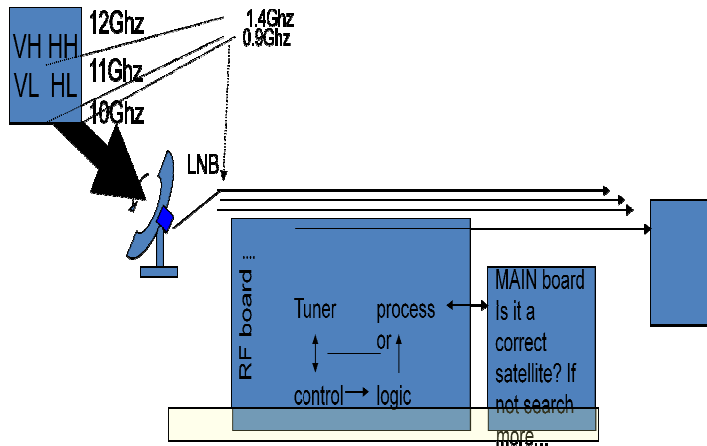 12Ghz
VH HH
11Ghz
VL HL
10Ghz
1.4Ghz
0.9Ghz
LNB
RF board ...
Tuner
process
or
control
logic
MAIN board
Is it a
correct
satellite? If
not search
more...